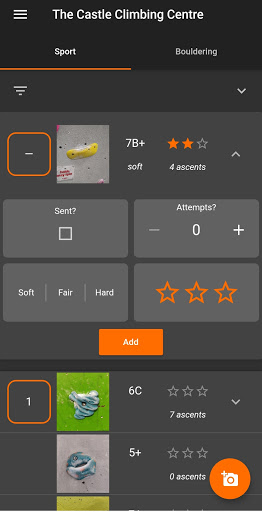 The Castle Climbing Centre
Sport
Bouldering
–
7B+
soft
4 ascents
Sent?
Attempts?
0
Soft
Fair
Hard
Add
1
6C
7 ascents
5+
0 ascents